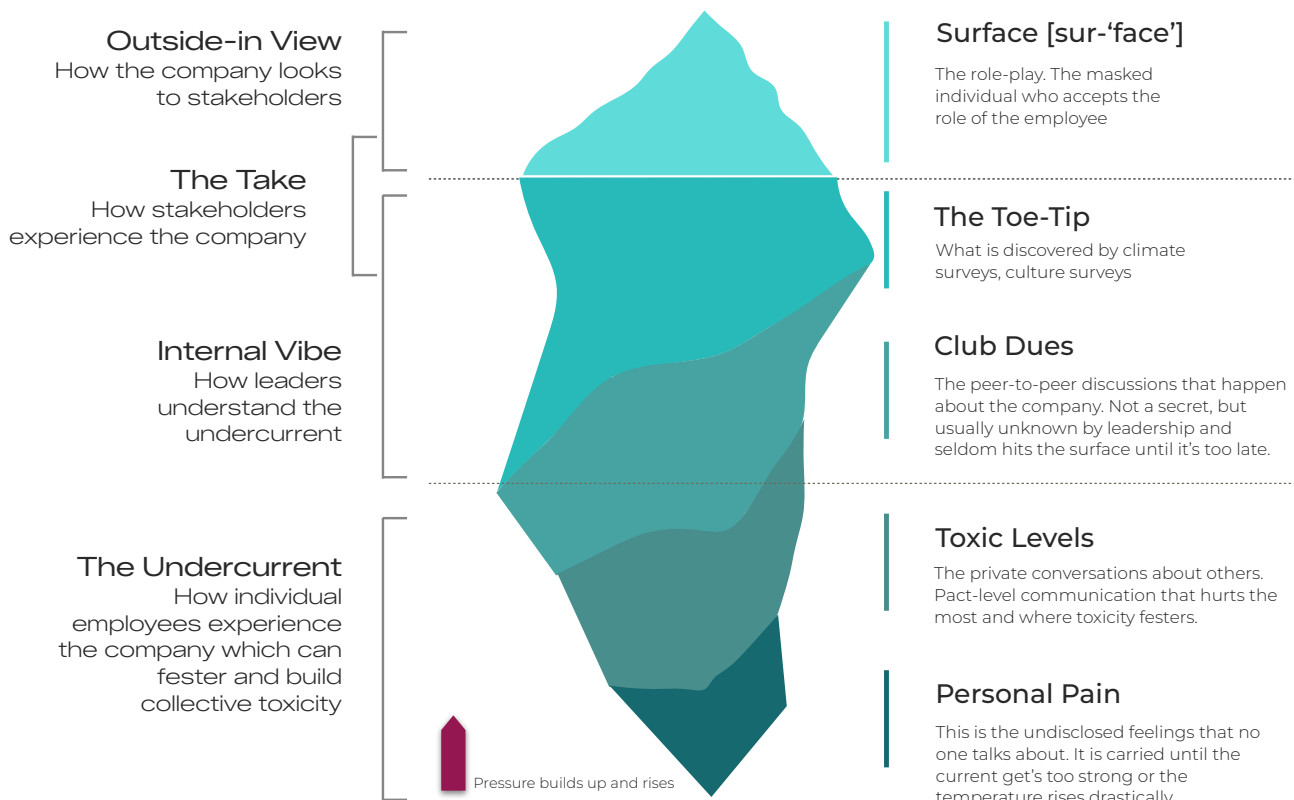 Outside-in View
How the company looks
to stakeholders
The Take
How stakeholders
experience the company
Internal Vibe
How leaders
understand the
undercurrent
The Undercurrent
How individual
employees experience
the company which can
fester and build
collective toxicity
Pressure builds up and rises
Surface [sur-‘face’]
The role-play. The masked
individual who accepts the
role of the employee
The Toe-Tip
What is discovered by climate
surveys, culture surveys
Club Dues
The peer-to-peer discussions that happen
about the company. Not a secret, but
usually unknown by leadership and
seldom hits the surface until it’s too late.
Toxic Levels
The private conversations about others.
Pact-level communication that hurts the
most and where toxicity festers.
Personal Pain
This is the undisclosed feelings that no
one talks about. It is carried until the
current get’s too strong or the
temperature rises drastically